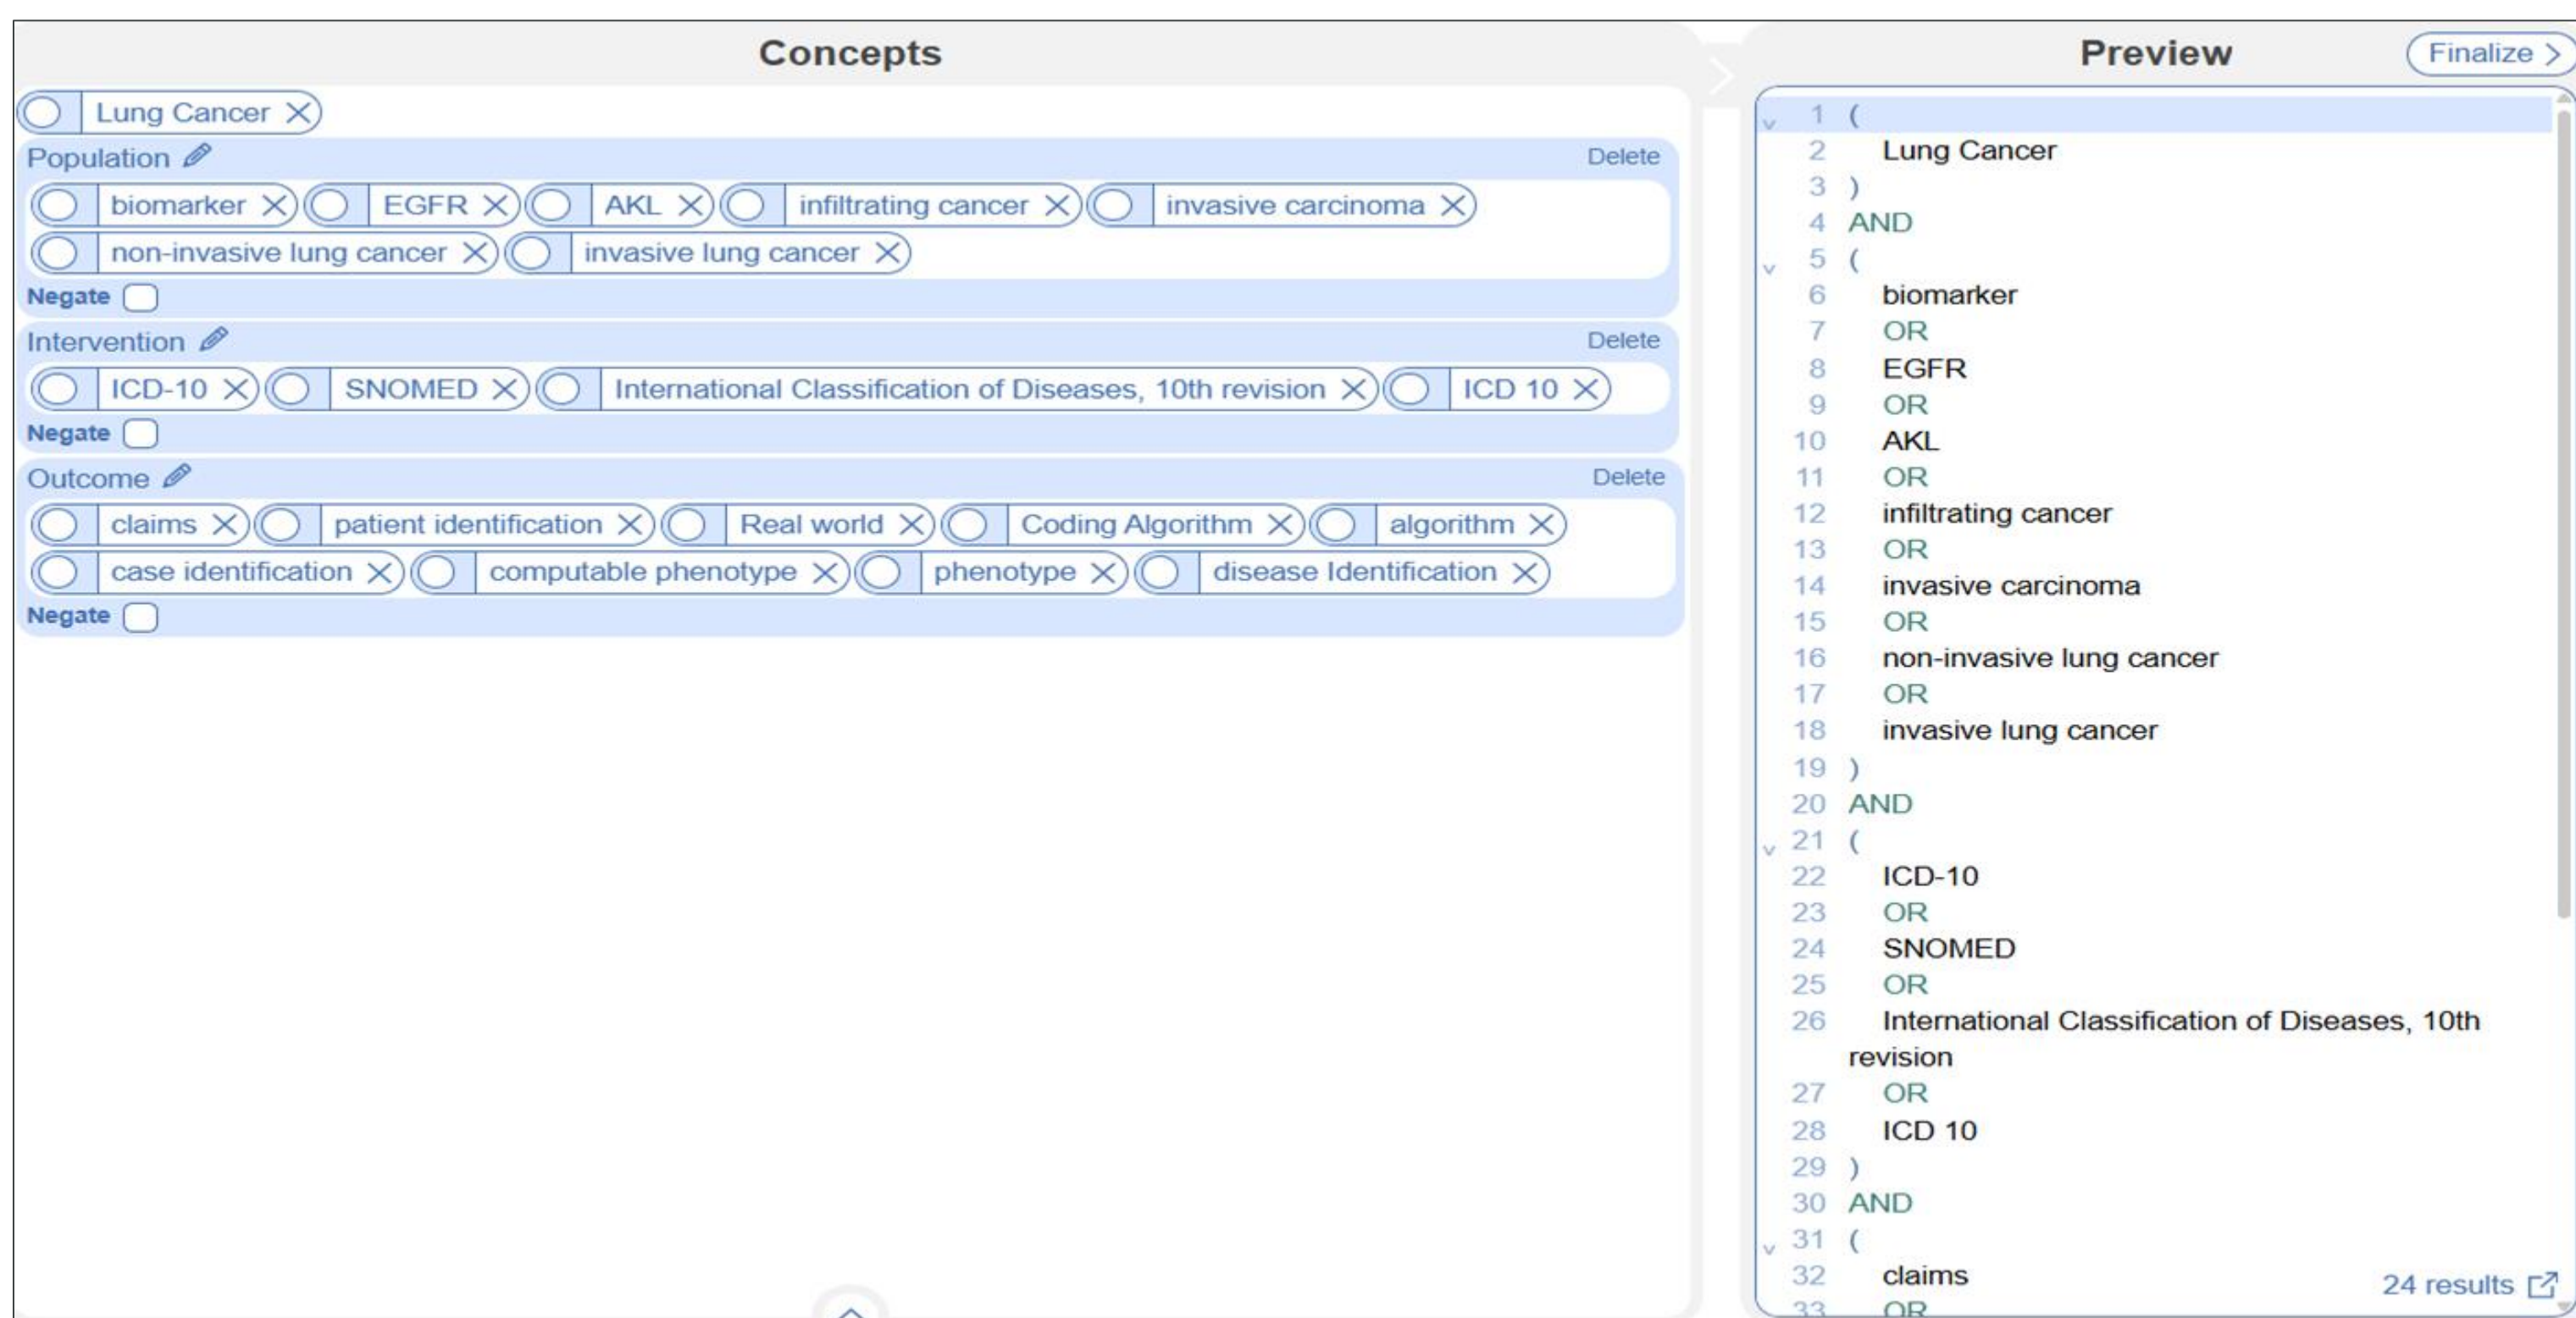 Concepts
Lung Cancer
Population
Delete
biomarker EGFR AKL infiltrating cancer invasive carcinoma
non-invasive lung cancer invasive lung cancer
Negate
Intervention
Delete
ICD-10 SNOMED International Classification of Diseases, 10th revision ICD 10
Negate
Outcome
Delete
claims patient identification Real world Coding Algorithm algorithm
case identification computable phenotype phenotype disease Identification
Negate
Preview
Finalize >
1 (
2 Lung Cancer
3 )
4 AND
5 (
6 biomarker
7 OR
8 EGFR
9 OR
10 AKL
11 OR
12 infiltrating cancer
13 OR
14 invasive carcinoma
15 OR
16 non-invasive lung cancer
17 OR
18 invasive lung cancer
19 )
20 AND
21 (
22 ICD-10
23 OR
24 SNOMED
25 OR
26 International Classification of Diseases, 10th
revision
27 OR
28 ICD 10
29 )
30 AND
31 (
32 claims
33 OR
24 results